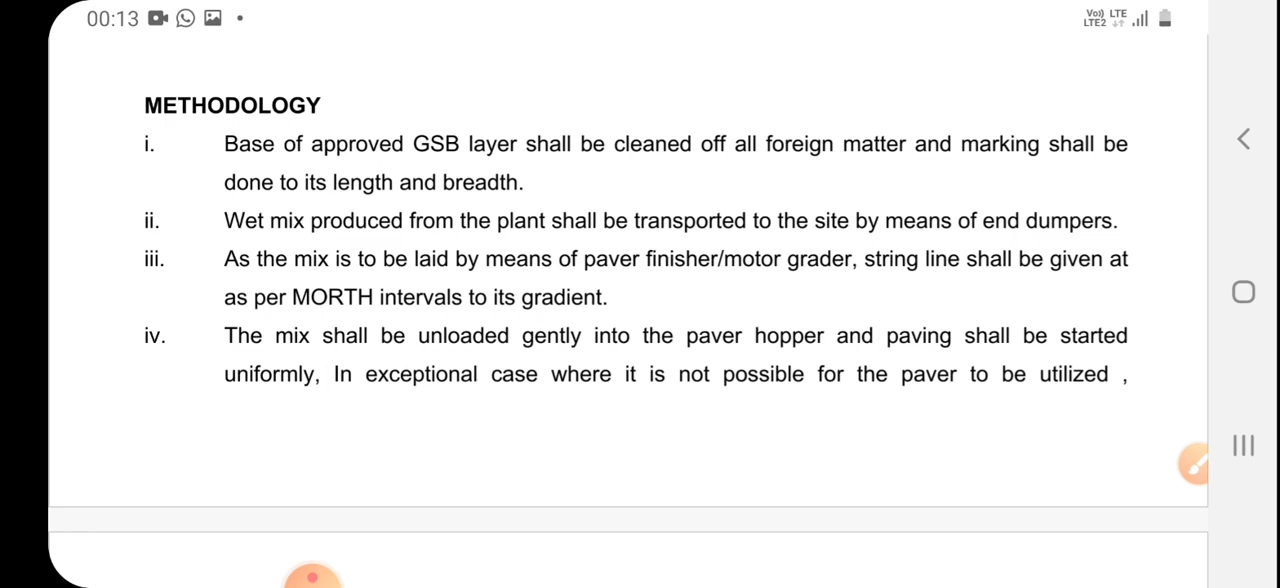 00:13
Vo)) LTE
LTE2
METHODOLOGY
i. Base of approved GSB layer shall be cleaned off all foreign matter and marking shall be
done to its length and breadth.
ii. Wet mix produced from the plant shall be transported to the site by means of end dumpers.
iii. As the mix is to be laid by means of paver finisher/motor grader, string line shall be given at
as per MORTH intervals to its gradient.
iv. The mix shall be unloaded gently into the paver hopper and paving shall be started
uniformly, In exceptional case where it is not possible for the paver to be utilized ,